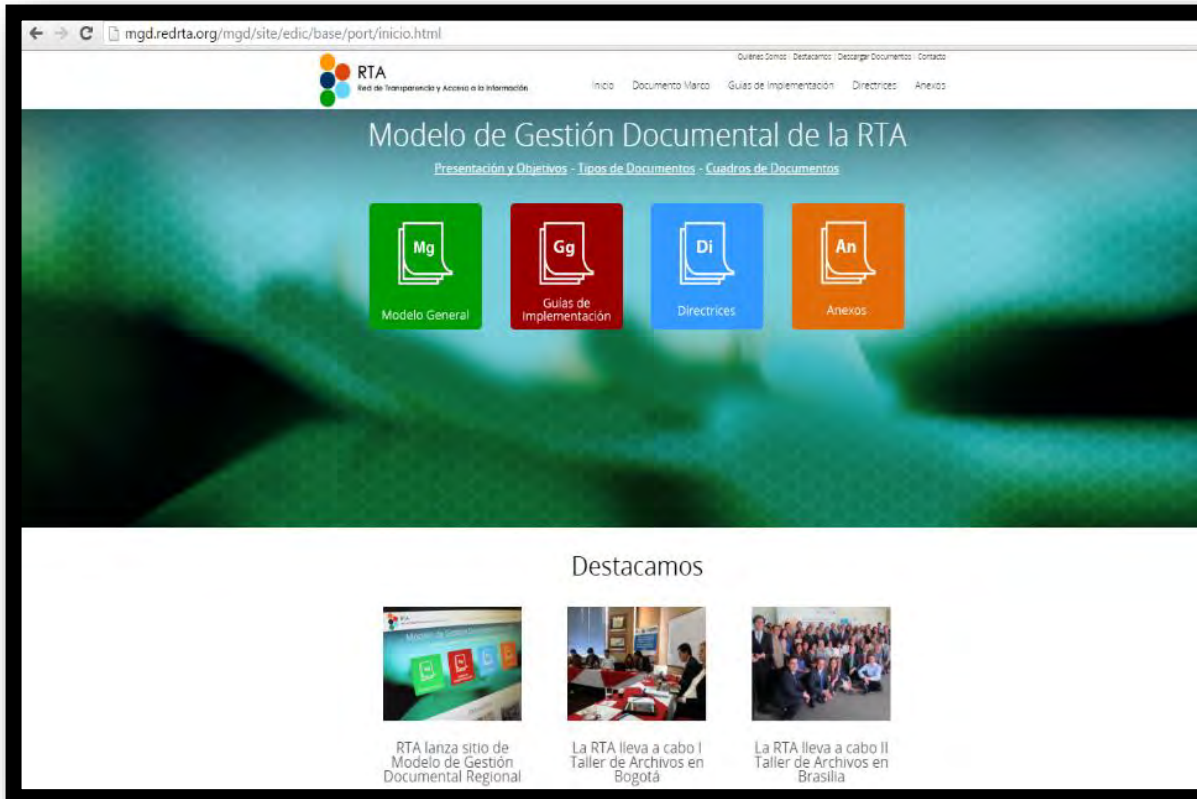 mgd.redrta.org/mgd/site/edic/base/port/inicio.html
Quiénes Somos | Destacamos | Descargar Documentos | Contacto
RTA
Red de Transparencia y Acceso a la Información
Inicio Documento Marco Guías de Implementación Directrices Anexos
Modelo de Gestión Documental de la RTA
Presentación y Objetivos - Tipos de Documentos - Cuadros de Documentos
Mg Gg Di An
Modelo General
Guías de
Implementación
Directrices
Anexos
Destacamos
RTA lanza sitio de
Modelo de Gestión
Documental Regional
La RTA lleva a cabo I
Taller de Archivos en
Bogotá
La RTA lleva a cabo II
Taller de Archivos en
Brasilia